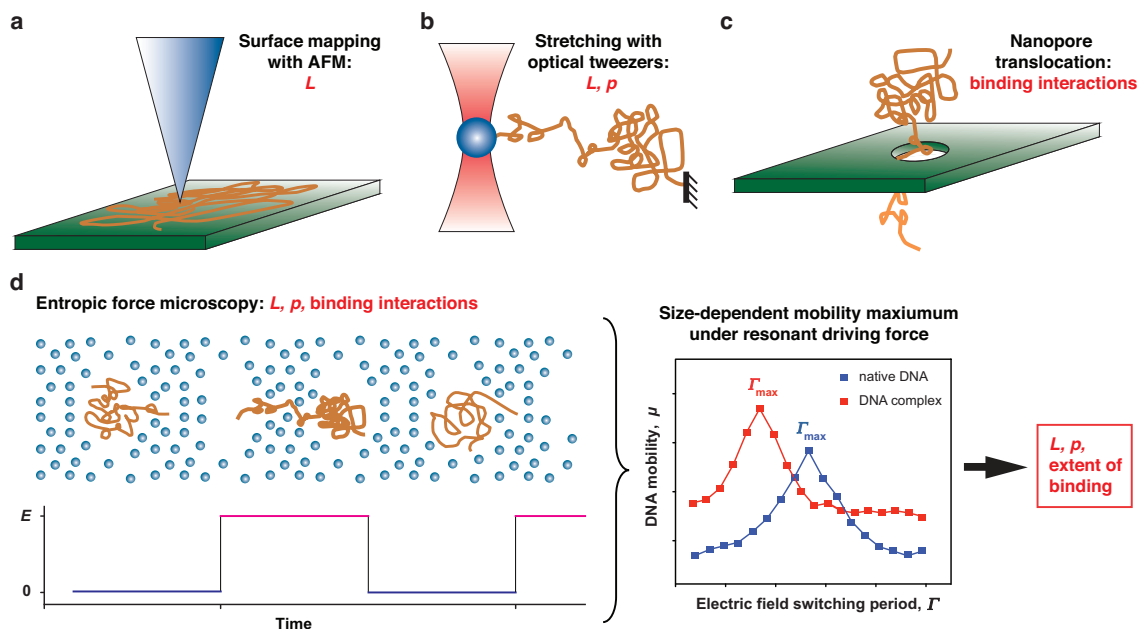 a
Surface mapping
with AFM:
L
b
Stretching with
optical tweezers:
L, p
c
Nanopore
translocation:
binding interactions
d
Entropic force microscopy: L, p, binding interactions
E
0
Time
Size-dependent mobility maxiumum
under resonant driving force
DNA mobility, μ
Γmax
Γmax
native DNA
DNA complex
Electric field switching period, Γ
L, p,
extent of
binding